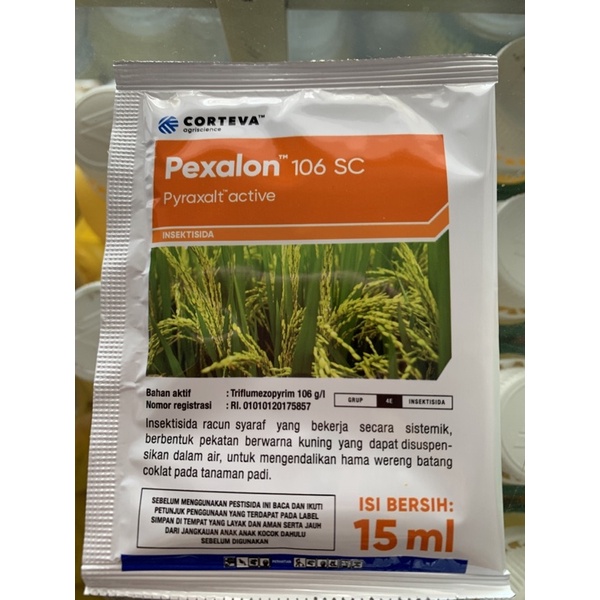 CORTEVA™
agriscience
Pexalon™ 106 SC
Pyraxalt™ active
INSEKTISIDA
Bahan aktif : Triflumezopyrim 106 g/l
Nomor registrasi : RI. 01010120175857
GRUP 4E INSEKTISIDA
Insektisida racun syaraf yang bekerja secara sistemik,
berbentuk pekatan berwarna kuning yang dapat disuspen-
sikan dalam air, untuk mengendalikan hama wereng batang
coklat pada tanaman padi.
SEBELUM MENGGUNAKAN PESTISIDA INI BACA DAN IKUTI
PETUNJUK PENGGUNAAN YANG TERDAPAT PADA LABEL
SIMPAN DI TEMPAT YANG LAYAK DAN AMAN SERTA JAUH
DARI JANGKAUAN ANAK ANAK KOCOK DAHULU
SEBELUM DIGUNAKAN
ISI BERSIH:
15 ml